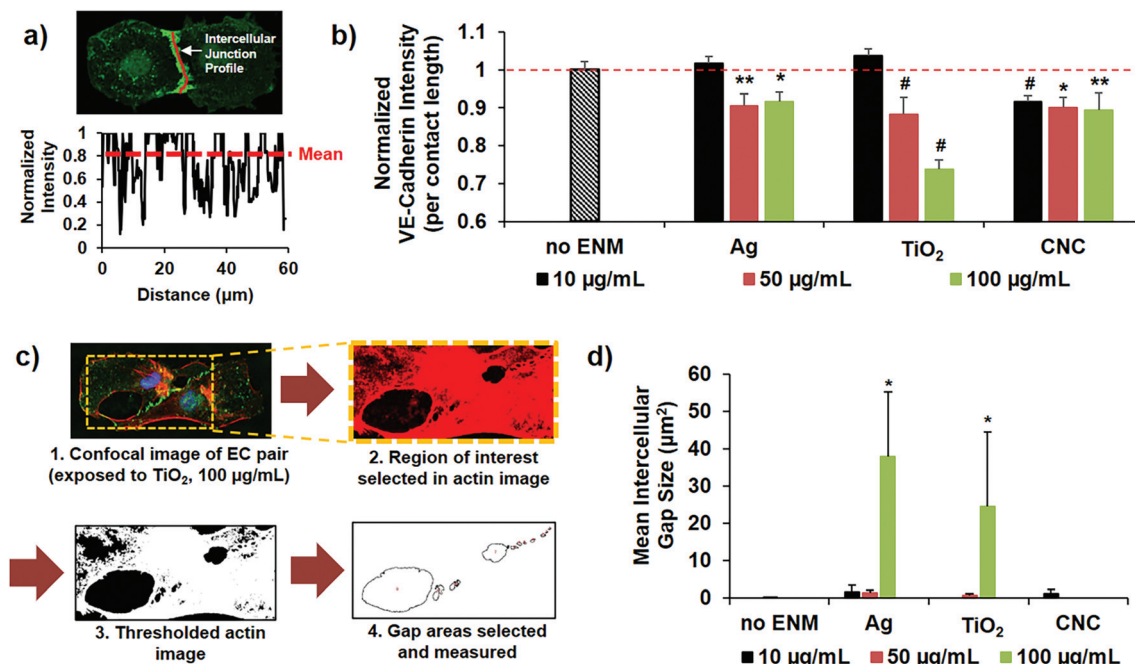 a)
Intercellular
Junction
Profile
Normalized
Intensity
1
0.8
0.6
0.4
0.2
0
Mean
0 20 40 60
Distance (µm)
b)
Normalized
VE-Cadherin Intensity
(per contact length)
1.1
1
0.9
0.8
0.7
0.6
** * # # # * **
no ENM Ag TiO₂ CNC
10 µg/mL 50 µg/mL 100 µg/mL
c)
1. Confocal image of EC pair
(exposed to TiO₂, 100 µg/mL)
2. Region of interest
selected in actin image
3. Thresholded actin
image
4. Gap areas selected
and measured
d)
Mean Intercellular
Gap Size (µm²)
60
50
40
30
20
10
0
* *
no ENM Ag TiO₂ CNC
10 µg/mL 50 µg/mL 100 µg/mL